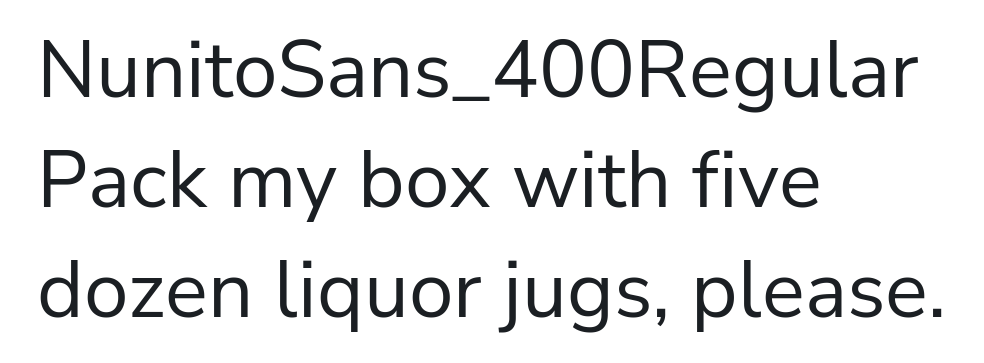 NunitoSans_400Regular
Pack my box with five
dozen liquor jugs, please.